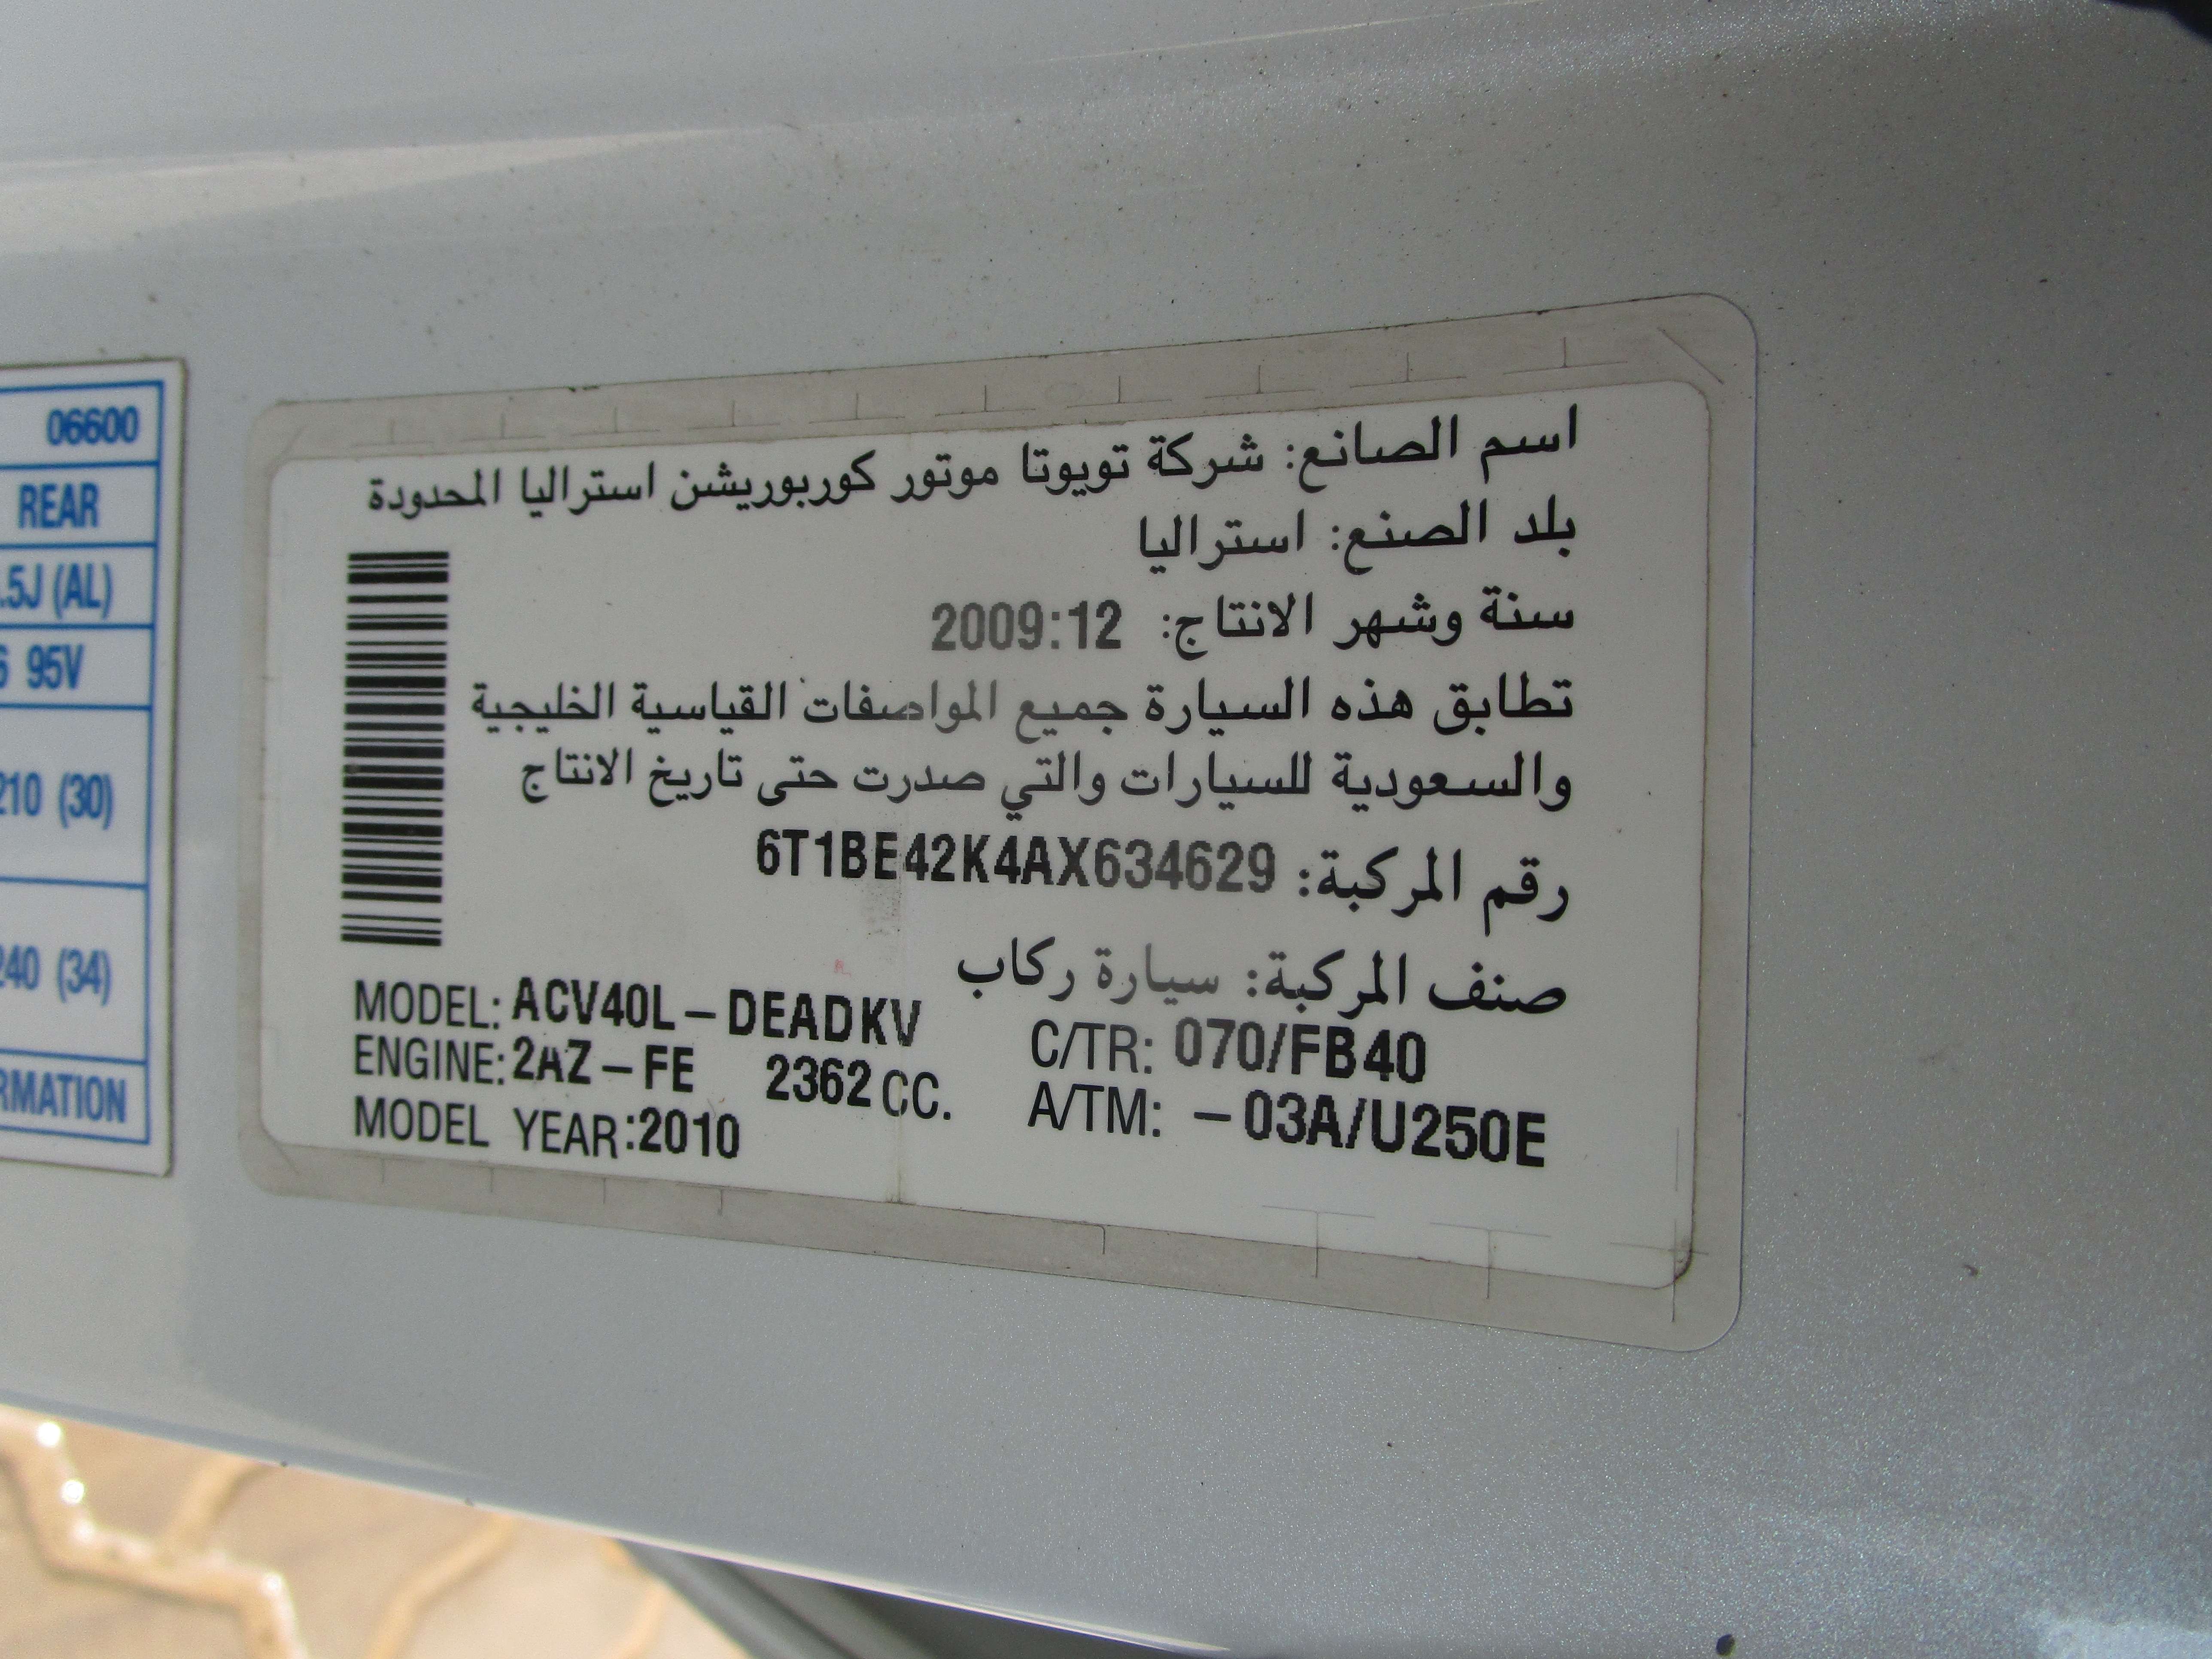 06600
REAR
.5J (AL)
95V
210 (30)
240 (34)
RMATION
اسم الصانع: شركة تويوتا موتور كوربوريشن استراليا المحدودة
بلد الصنع: استراليا
سنة وشهر الانتاج: 2009:12
تطابق هذه السيارة جميع المواصفات القياسية الخليجية
والسعودية للسيارات والتي صدرت حتى تاريخ الانتاج
رقم المركبة: 6T1BE42K4AX634629
صنف المركبة: سيارة ركاب
MODEL: ACV40L-DEADKV C/TR: 070/FB40
ENGINE: 2AZ-FE 2362 CC. A/TM: -03A/U250E
MODEL YEAR:2010